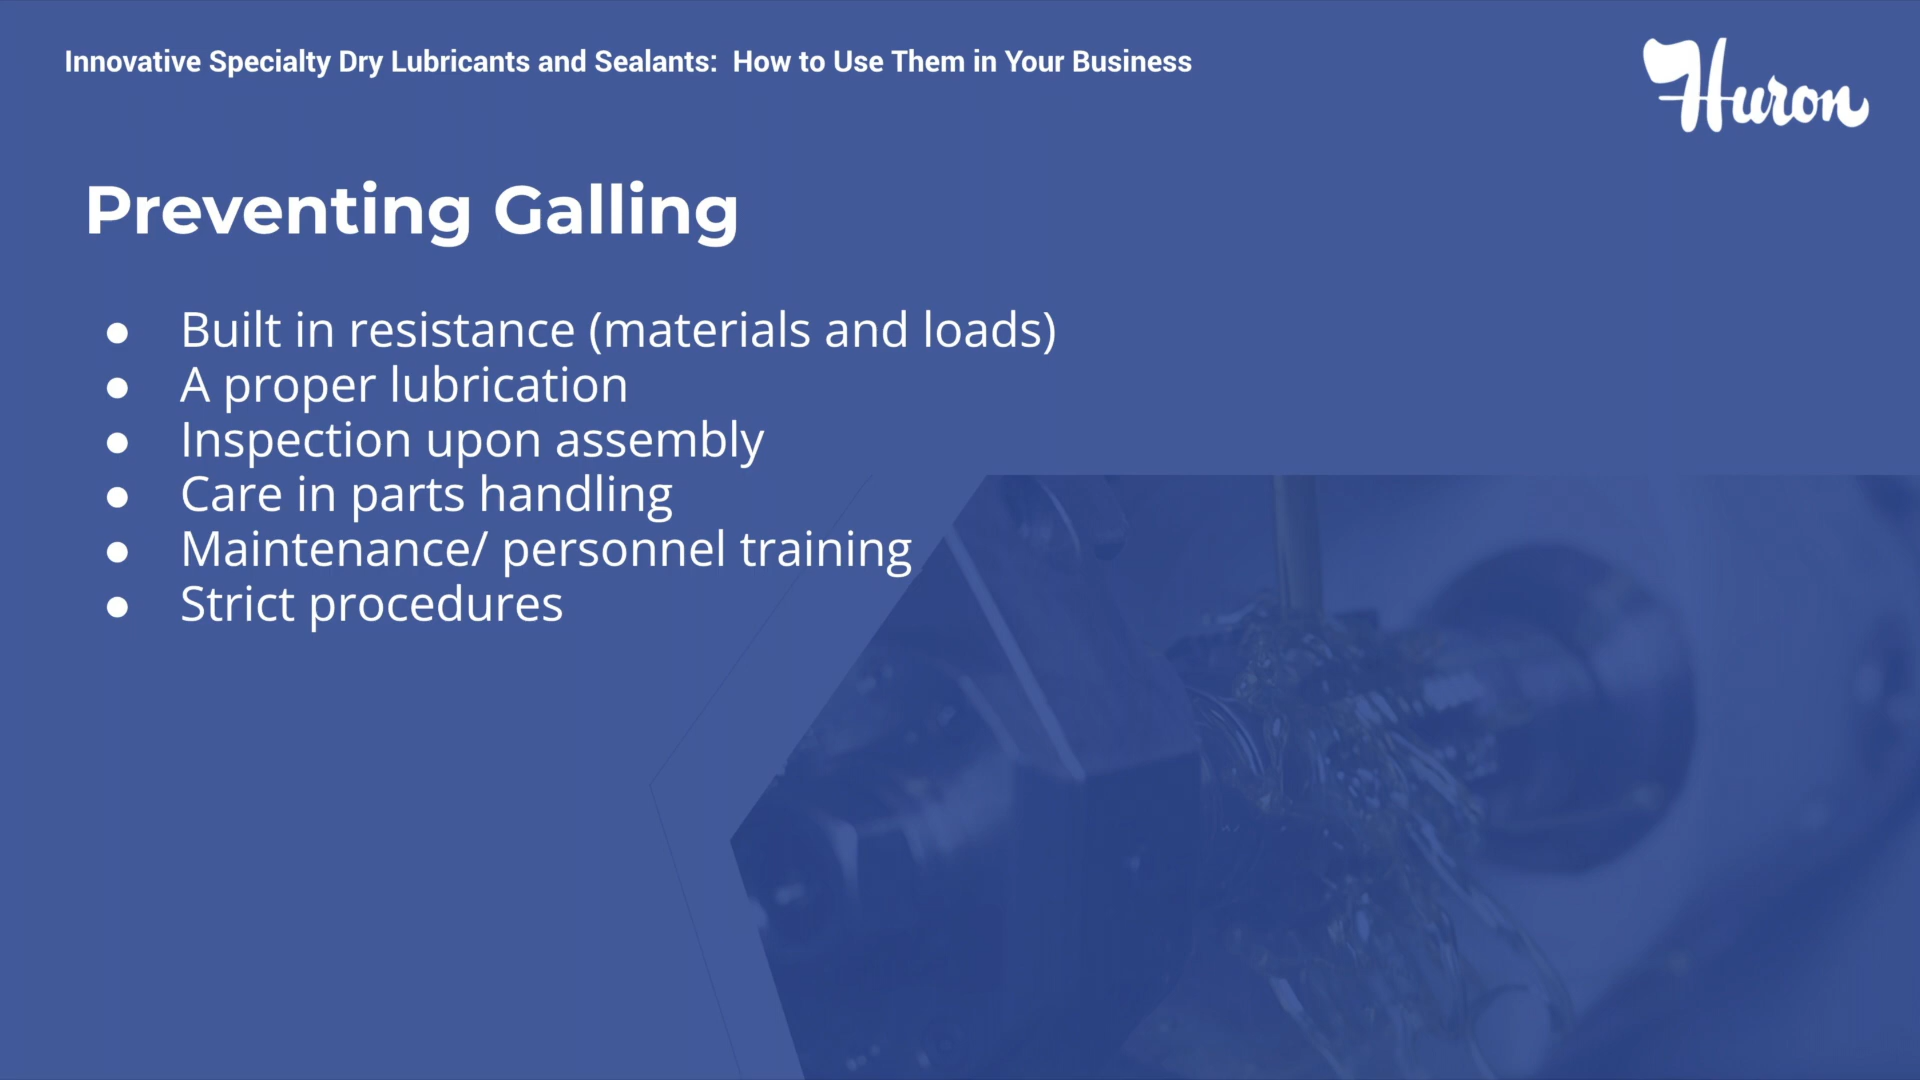 Innovative Specialty Dry Lubricants and Sealants: How to Use Them in Your Business
Huron
Preventing Galling
● Built in resistance (materials and loads)
● A proper lubrication
● Inspection upon assembly
● Care in parts handling
● Maintenance/ personnel training
● Strict procedures